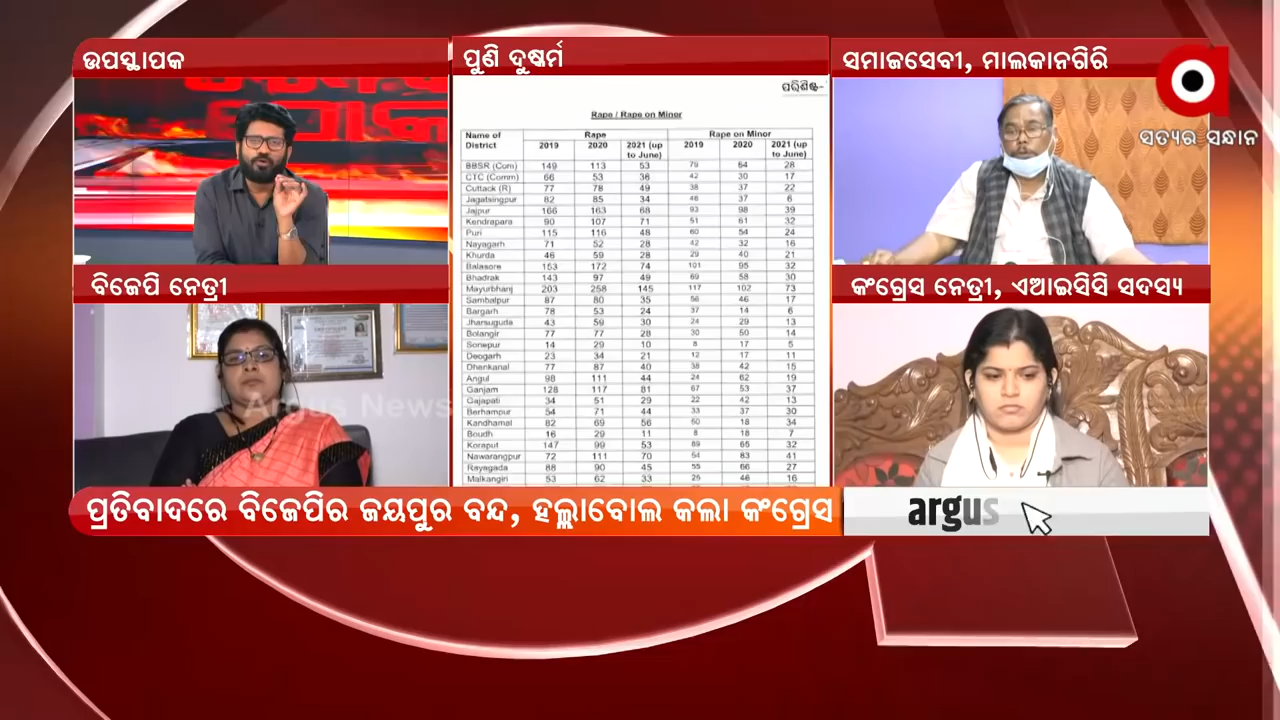 ଉପସ୍ଥାପକ
ପୁଣି ଦୁଷ୍କର୍ମ
ସମାଜସେବୀ, ମାଲକାନଗିରି
ସତ୍ୟର ସନ୍ଧାନ
ପରିଶିଷ୍ଟ-
Rape / Rape on Minor
Name of District Rape Rape on Minor
2019 2020 2021 (up to June) 2019 2020 2021 (up to June)
BBSR (Com) 149 113 53 79 64 28
CTC (Comm) 66 53 36 42 30 17
Cuttack (R) 77 78 49 38 37 22
Jagatsingpur 82 85 34 48 37 6
Jajpur 166 163 68 93 98 39
Kendrapara 90 107 71 51 61 32
Puri 115 116 48 60 54 24
Nayagarh 71 52 28 42 32 16
Khurda 46 59 28 29 40 21
Balasore 153 172 74 101 95 32
Bhadrak 143 97 49 69 58 30
Mayurbhanj 203 258 145 117 102 73
Sambalpur 87 80 35 56 46 17
Bargarh 78 53 24 37 14 6
Jharsuguda 43 59 30 24 29 13
Bolangir 77 77 28 30 50 14
Sonepur 14 29 10 8 17 5
Deogarh 23 34 21 12 17 11
Dhenkanal 77 87 40 38 42 15
Angul 98 111 44 24 62 19
Ganjam 128 117 81 67 53 37
Gajapati 34 51 29 22 42 13
Berhampur 54 71 44 33 37 30
Kandhamal 82 69 56 60 18 34
Boudh 16 29 11 8 18 7
Koraput 147 99 53 89 65 32
Nawarangpur 72 111 70 54 83 41
Rayagada 88 90 45 55 66 27
Malkangiri 53 62 33 25 46 16
ବିଜେପି ନେତ୍ରୀ
କଂଗ୍ରେସ ନେତ୍ରୀ, ଏଆଇସିସି ସଦସ୍ୟ
Argus News
ପ୍ରତିବାଦରେ ବିଜେପିର ଜୟପୁର ବନ୍ଦ, ହଲ୍ଲାବୋଲ କଲା କଂଗ୍ରେସ
argus